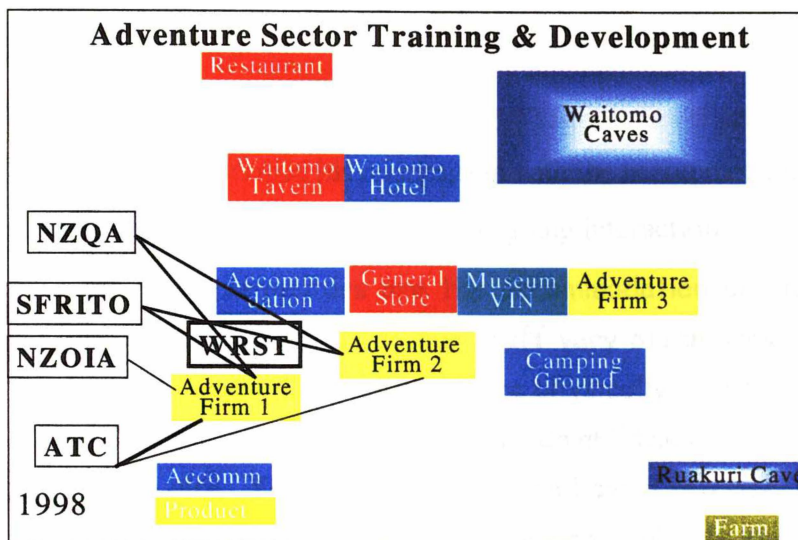 Adventure Sector Training & Development
Restaurant
Waitomo
Caves
Waitomo
Tavern
Waitomo
Hotel
NZQA
SFRITO
NZOIA
ATC
Accommo
dation
General
Store
Museum
VIN
Adventure
Firm 3
WRST
Adventure
Firm 2
Camping
Ground
Adventure
Firm 1
Accomm
Product
Ruakuri Cave
Farm
1998